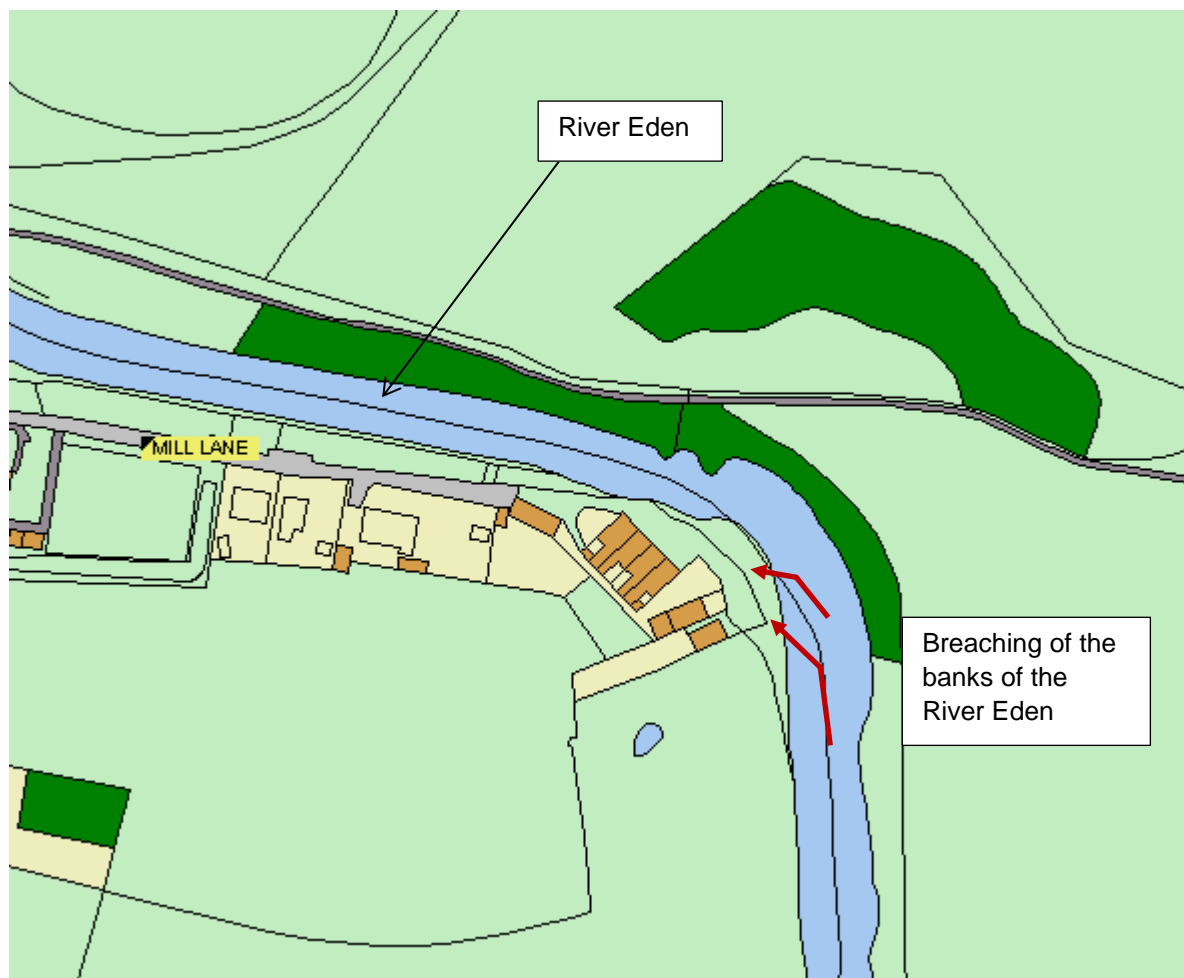 River Eden
MILL LANE
Breaching of the
banks of the
River Eden